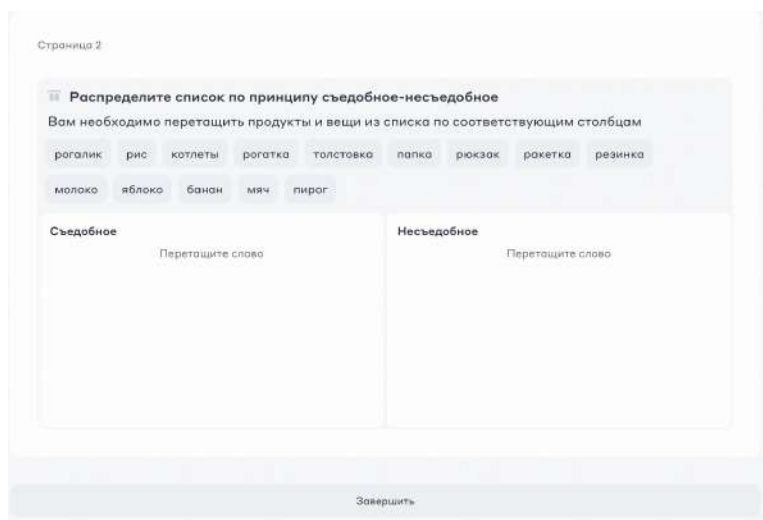 Страница 2
Распределите список по принципу съедобное-несъедобное
Вам необходимо перетащить продукты и вещи из списка по соответствующим столбцам
рогалик рис котлеты рогатка толстовка папка рюкзак ракетка резинка
молоко яблоко банан мяч пирог
Съедобное Несъедобное
Перетащите слово Перетащите слово
Завершить